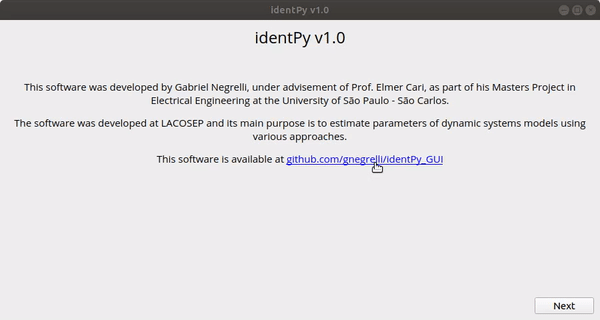 identPy v1.0
identPy v1.0
This software was developed by Gabriel Negrelli, under advisement of Prof. Elmer Cari, as part of his Masters Project in
Electrical Engineering at the University of São Paulo - São Carlos.
The software was developed at LACOSEP and its main purpose is to estimate parameters of dynamic systems models using
various approaches.
This software is available at github.com/gnegrelli/identPy_GUI
Next